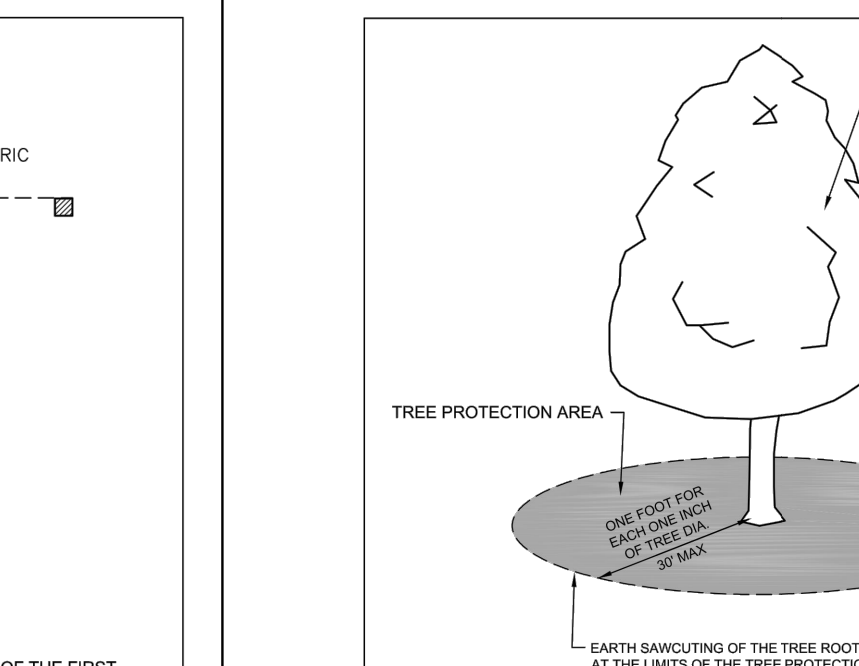 RIC
TREE PROTECTION AREA
ONE FOOT FOR
EACH ONE INCH
OF TREE DIA.
30' MAX
EARTH SAWCUTING OF THE TREE ROOT
AT THE LIMITS OF THE TREE PROTECTIO
OF THE FIRST